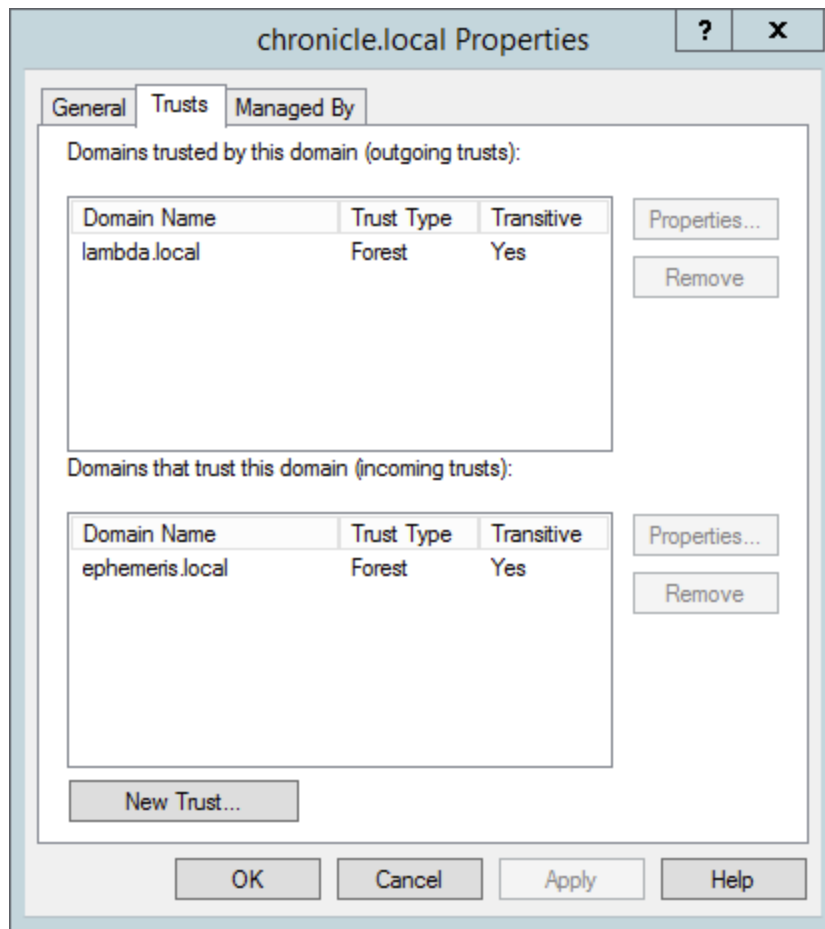 chronicle.local Properties ? x
General Trusts Managed By
Domains trusted by this domain (outgoing trusts):
Domain Name Trust Type Transitive Properties...
lambda.local Forest Yes
Remove
Domains that trust this domain (incoming trusts):
Domain Name Trust Type Transitive Properties...
ephemeris.local Forest Yes
Remove
New Trust...
OK Cancel Apply Help